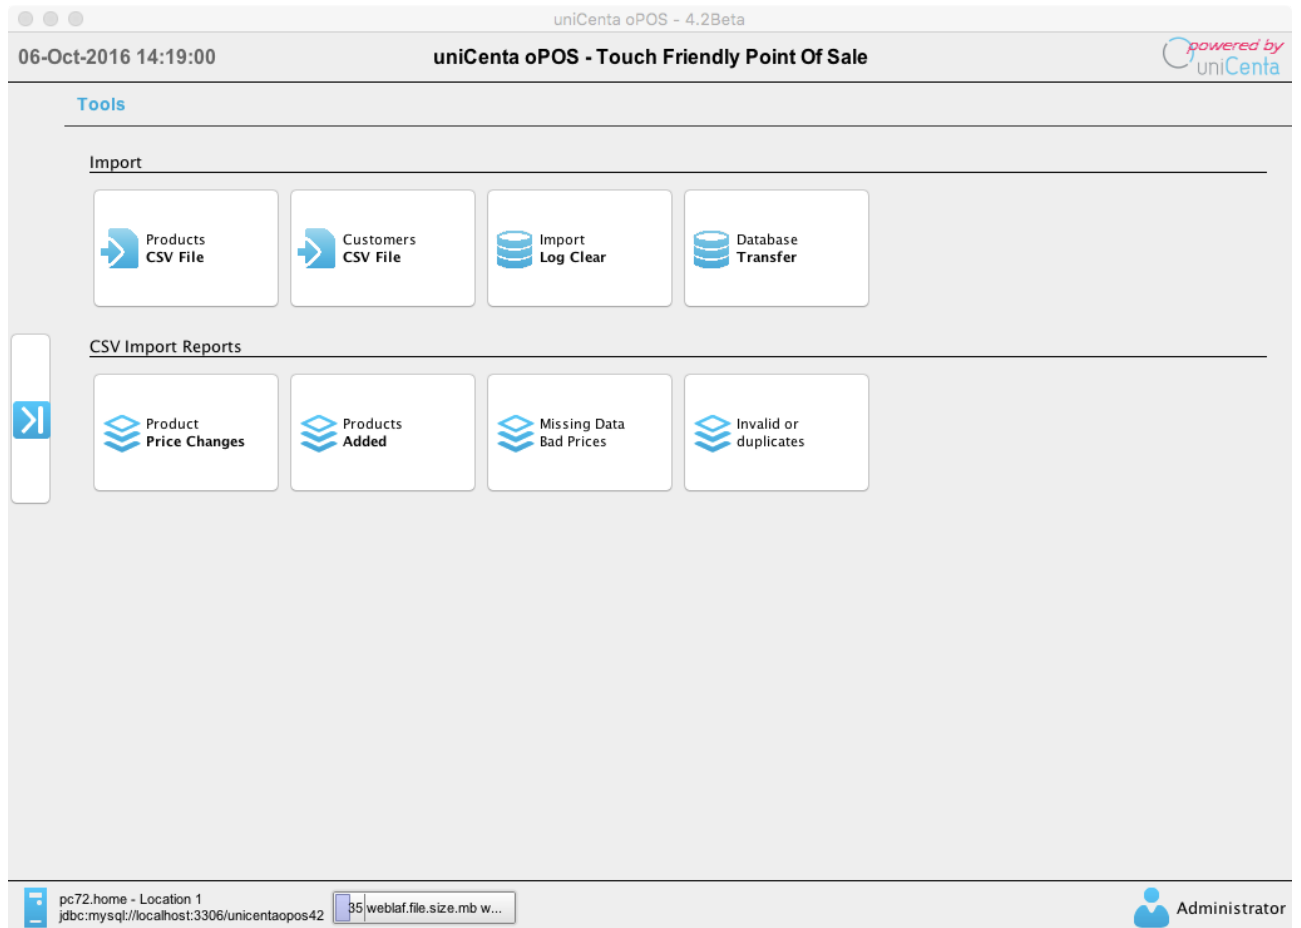 uniCenta oPOS - 4.2Beta
06-Oct-2016 14:19:00
uniCenta oPOS - Touch Friendly Point Of Sale
powered by
uniCenta
Tools
Import
Products
CSV File
Customers
CSV File
Import
Log Clear
Database
Transfer
CSV Import Reports
Product
Price Changes
Products
Added
Missing Data
Bad Prices
Invalid or
duplicates
pc72.home - Location 1
jdbc:mysql://localhost:3306/unicentaopos42
35 weblaf.file.size.mb w...
Administrator